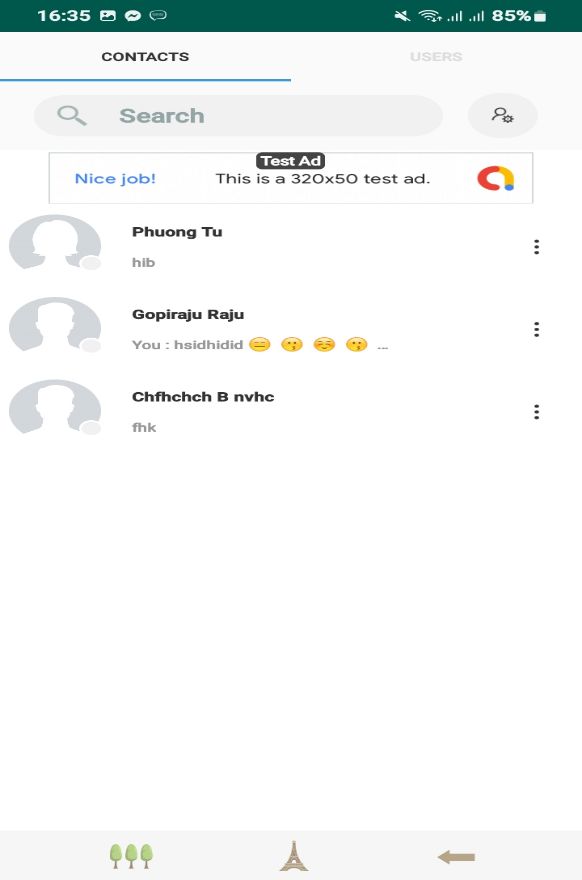 16:35 85%
CONTACTS USERS
Search
Test Ad
Nice job! This is a 320x50 test ad.
Phuong Tu
hib
Gopiraju Raju
You : hsidhidid 😑 😗 ☺️ 😗 ...
Chfhchch B nvhc
fhk